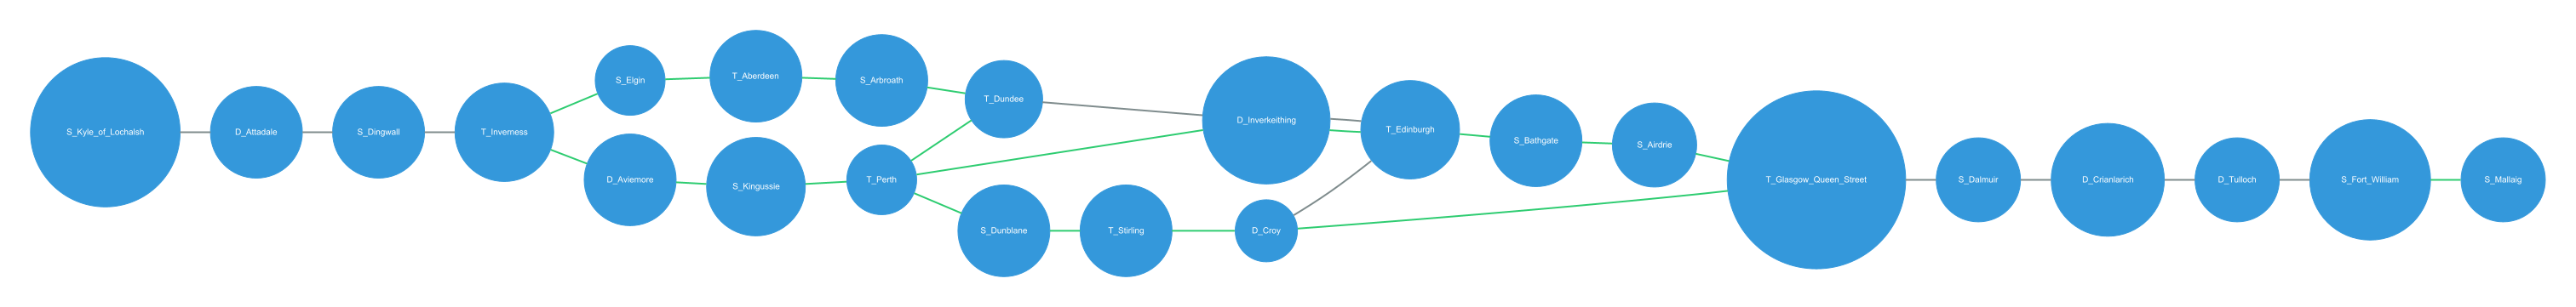 S_Kyle_of_Lochalsh
D_Attadale
S_Dingwall
T_Inverness
S_Elgin
T_Aberdeen
S_Arbroath
T_Dundee
D_Aviemore
S_Kingussie
T_Perth
S_Dunblane
T_Stirling
D_Croy
D_Inverkeithing
T_Edinburgh
S_Bathgate
S_Airdrie
T_Glasgow_Queen_Street
S_Dalmuir
D_Crianlarich
D_Tulloch
S_Fort_William
S_Mallaig